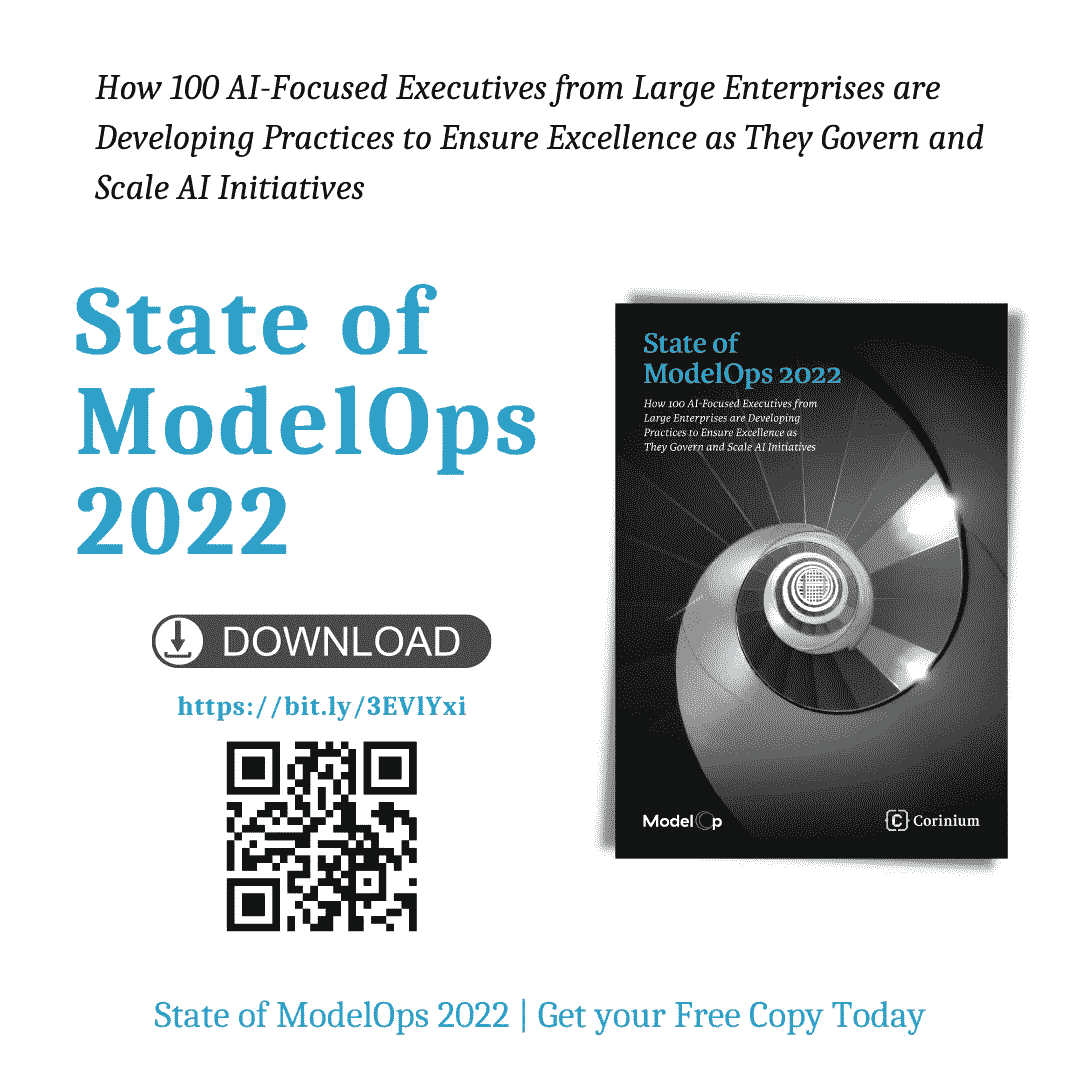 How 100 AI-Focused Executives from Large Enterprises are
Developing Practices to Ensure Excellence as They Govern and
Scale AI Initiatives
State of
ModelOps
2022
DOWNLOAD
https://bit.ly/3EVlYxi
State of
ModelOps 2022
How 100 AI-Focused Executives from
Large Enterprises are Developing
Practices to Ensure Excellence as
They Govern and Scale AI Initiatives
ModelOp
C Corinium
State of ModelOps 2022 | Get your Free Copy Today